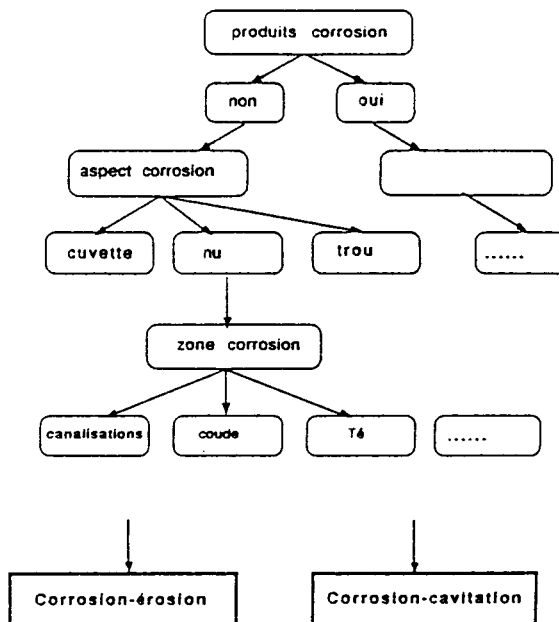 produits corrosion
non
oui
aspect corrosion
cuvette
nu
trou
......
zone corrosion
canalisations
coude
Té
......
Corrosion-érosion
Corrosion-cavitation